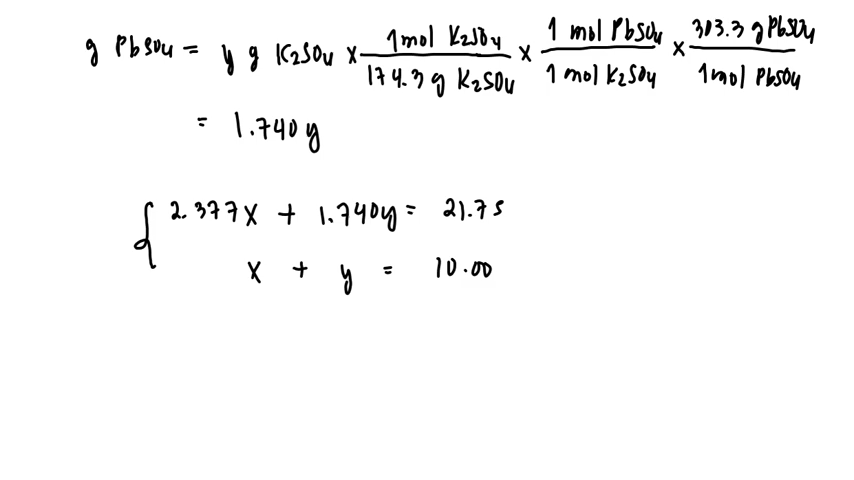 g PbSO₄ = y g K₂SO₄ × 1 mol K₂SO₄ / 174.3 g K₂SO₄ × 1 mol PbSO₄ / 1 mol K₂SO₄ × 303.3 g PbSO₄ / 1 mol PbSO₄
= 1.740y
{ 2.377x + 1.740y = 21.75
x + y = 10.00